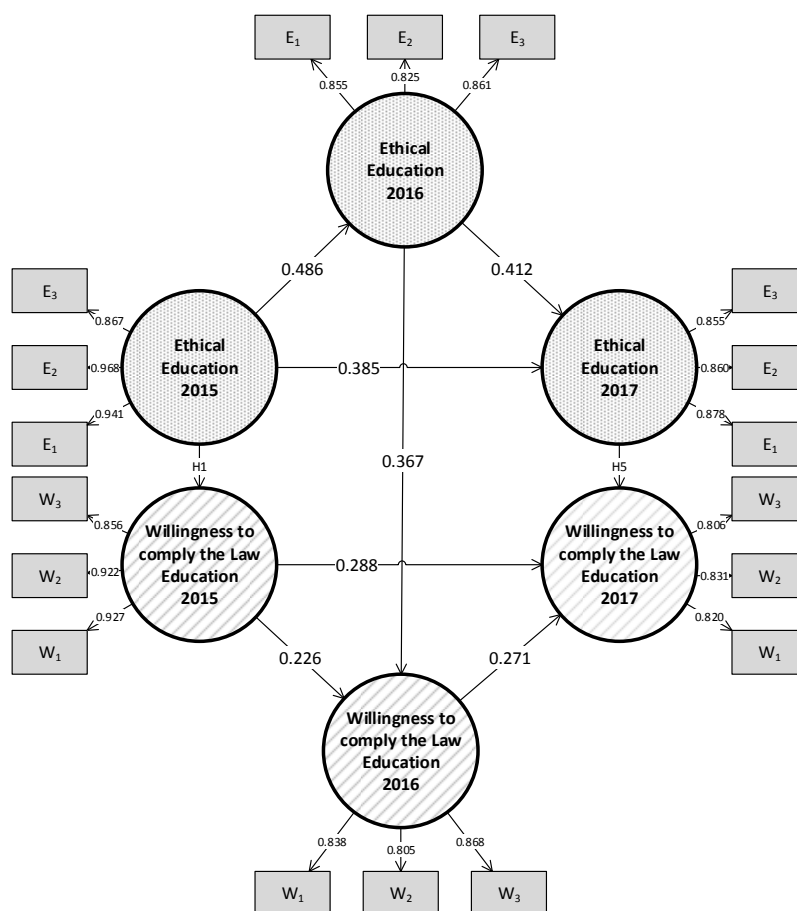 E₁
E₂
E₃
0.855
0.825
0.861
Ethical
Education
2016
0.486
0.412
E₃
E₂
E₁
0.867
0.968
0.941
Ethical
Education
2015
0.385
Ethical
Education
2017
0.855
0.860
0.878
E₃
E₂
E₁
H1
0.367
H5
W₃
W₂
W₁
0.856
0.922
0.927
Willingness to
comply the Law
Education
2015
0.288
Willingness to
comply the Law
Education
2017
0.806
0.831
0.820
W₃
W₂
W₁
0.226
0.271
Willingness to
comply the Law
Education
2016
0.838
0.805
0.868
W₁
W₂
W₃